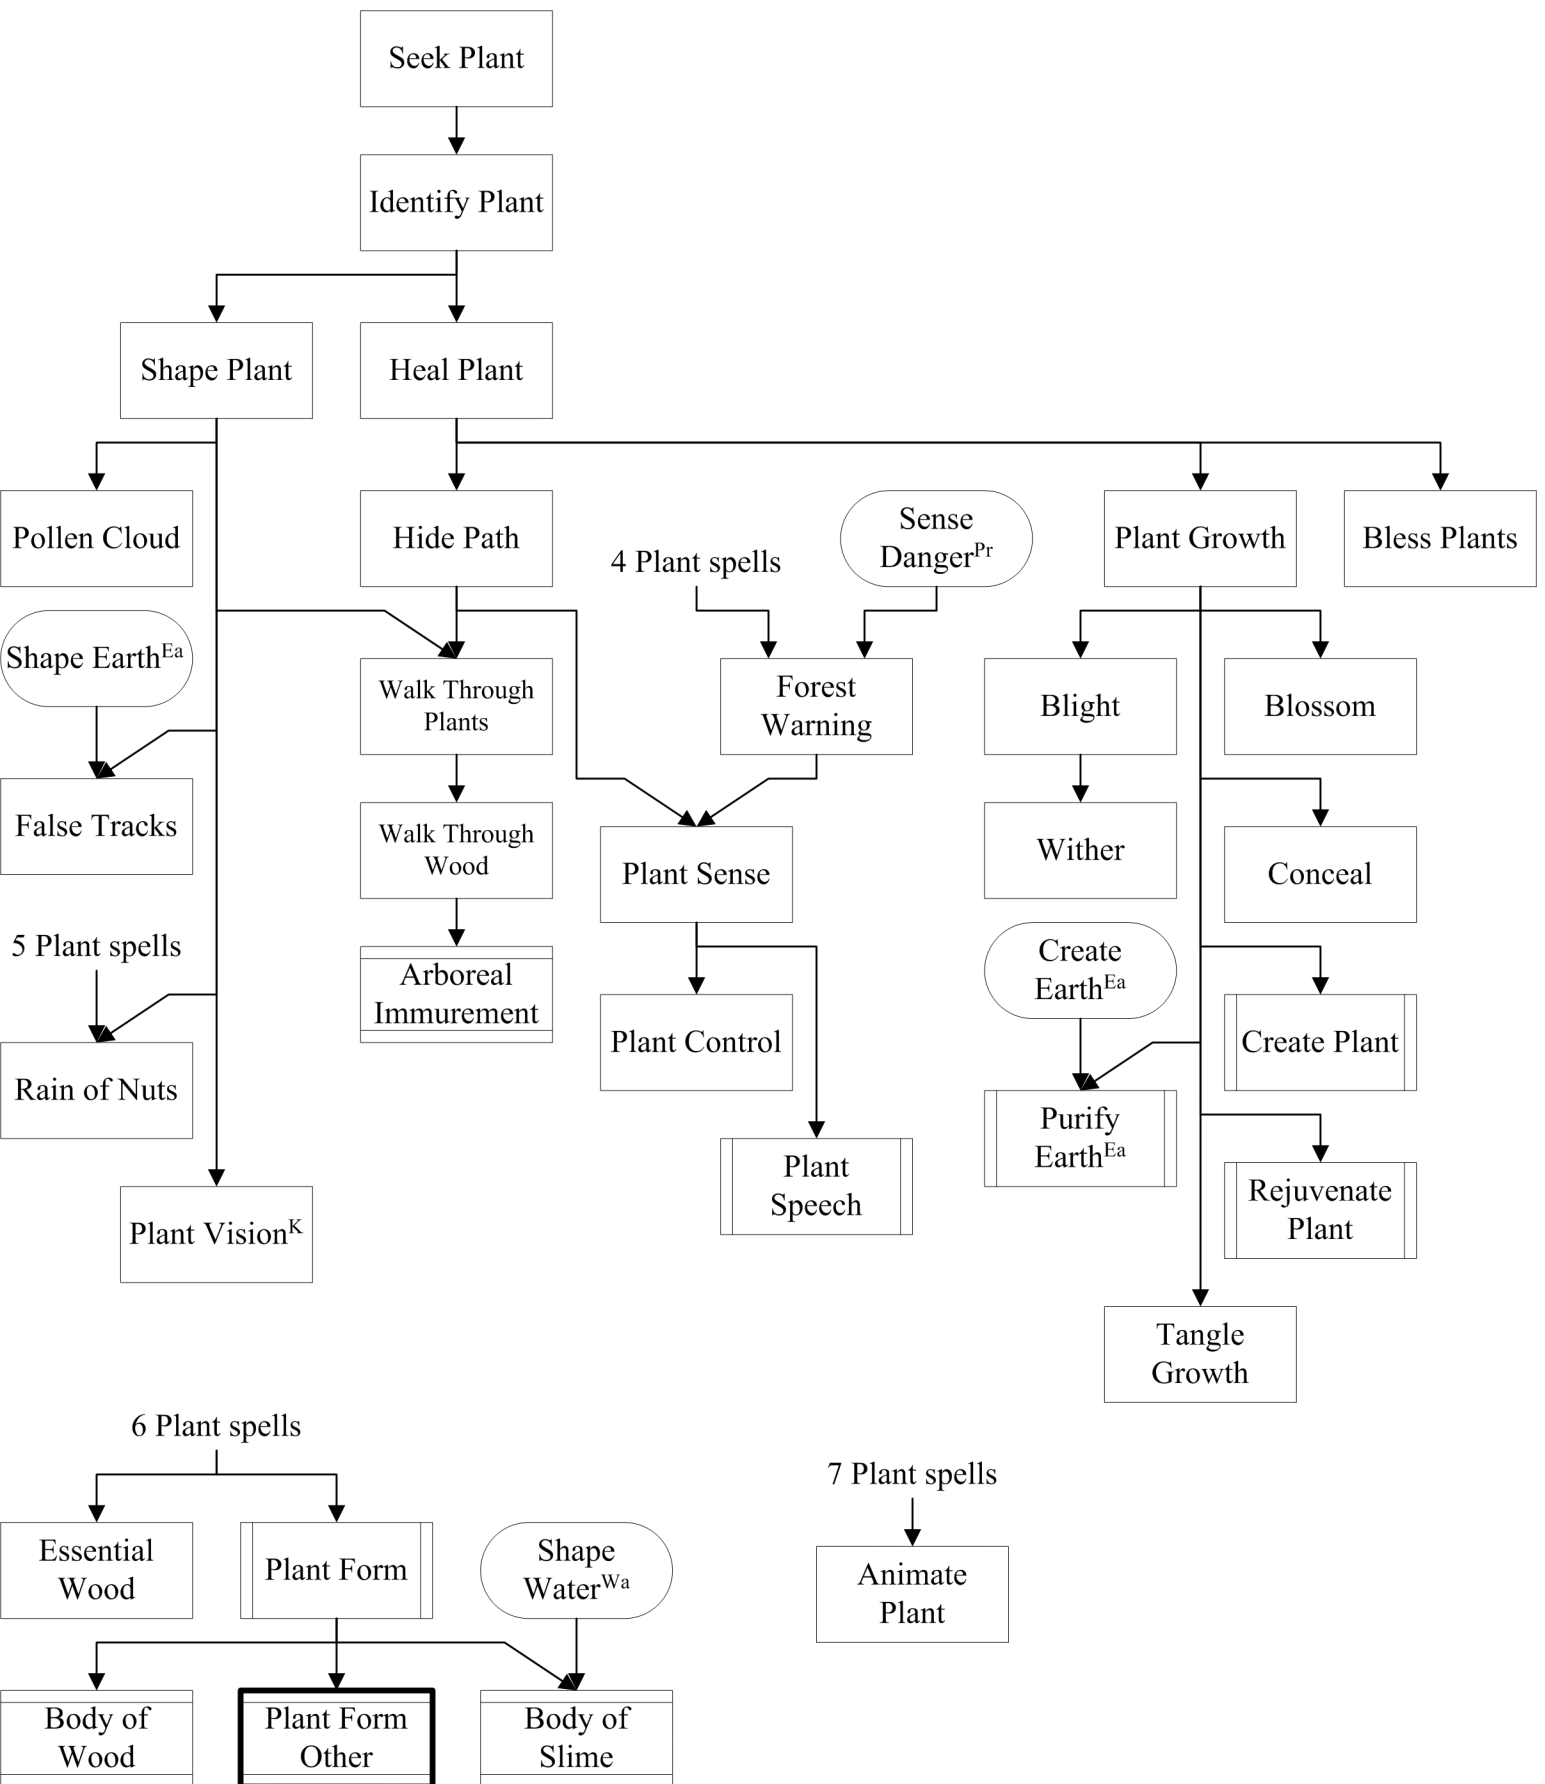 Seek Plant
Identify Plant
Shape Plant
Heal Plant
Pollen Cloud
Hide Path
4 Plant spells
Sense
Danger^Pr
Plant Growth
Bless Plants
Shape Earth^Ea
Walk Through
Plants
Forest
Warning
Blight
Blossom
False Tracks
Walk Through
Wood
Plant Sense
Wither
Conceal
5 Plant spells
Arboreal
Immurement
Create
Earth^Ea
Rain of Nuts
Plant Control
Create Plant
Plant
Speech
Purify
Earth^Ea
Rejuvenate
Plant
Plant Vision^K
Tangle
Growth
6 Plant spells
7 Plant spells
Essential
Wood
Plant Form
Shape
Water^Wa
Animate
Plant
Body of
Wood
Plant Form
Other
Body of
Slime